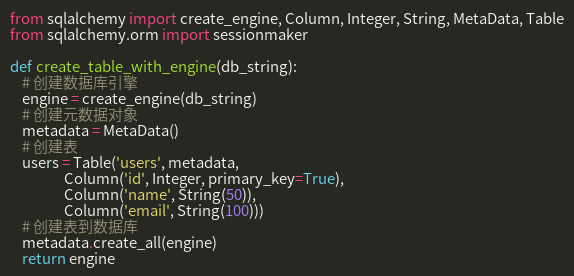 from sqlalchemy import create_engine, Column, Integer, String, MetaData, Table
from sqlalchemy.orm import sessionmaker

def create_table_with_engine(db_string):
    # 创建数据库引擎
    engine = create_engine(db_string)
    # 创建元数据对象
    metadata = MetaData()
    # 创建表
    users = Table('users', metadata,
                  Column('id', Integer, primary_key=True),
                  Column('name', String(50)),
                  Column('email', String(100)))
    # 创建表到数据库
    metadata.create_all(engine)
    return engine